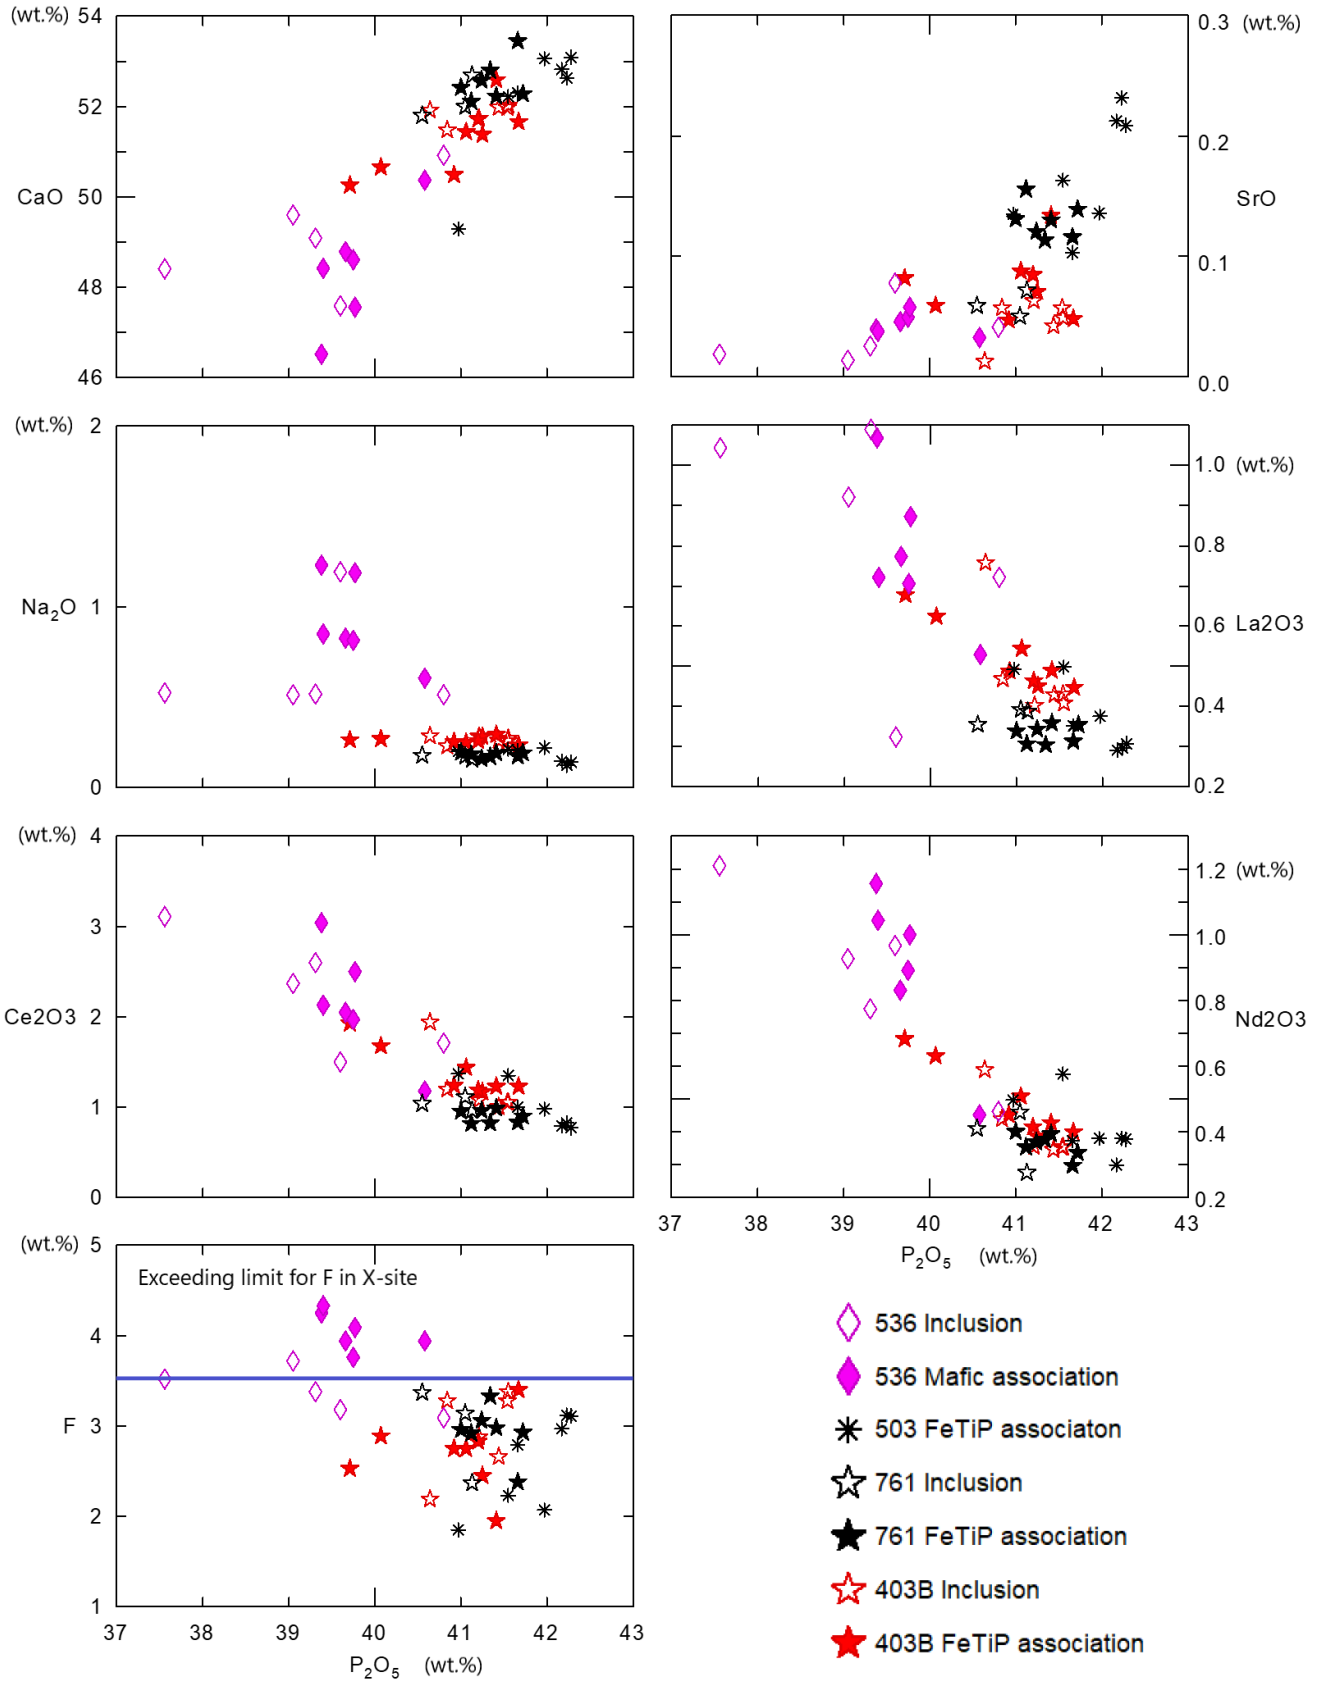 (wt.%)
54
52
CaO
50
48
46
0.3 (wt.%)
0.2
SrO
0.1
0.0
(wt.%)
2
1
Na₂O
0
1.0 (wt.%)
0.8
0.6
La2O3
0.4
0.2
(wt.%)
4
3
Ce2O3
2
1
0
1.2 (wt.%)
1.0
0.8
Nd2O3
0.6
0.4
0.2
37 38 39 40 41 42 43
P₂O₅ (wt.%)
(wt.%)
5
Exceeding limit for F in X-site
4
F
3
2
1
37 38 39 40 41 42 43
P₂O₅ (wt.%)
536 Inclusion
536 Mafic association
503 FeTiP associaton
761 Inclusion
761 FeTiP association
403B Inclusion
403B FeTiP association